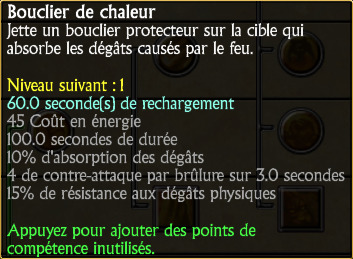 Bouclier de chaleur
Jette un bouclier protecteur sur la cible qui
absorbe les dégâts causés par le feu.
Niveau suivant : 1
60.0 seconde(s) de rechargement
45 Coût en énergie
100.0 secondes de durée
10% d'absorption des dégâts
4 de contre-attaque par brûlure sur 3.0 secondes
15% de résistance aux dégâts physiques
Appuyez pour ajouter des points de
compétence inutilisés.